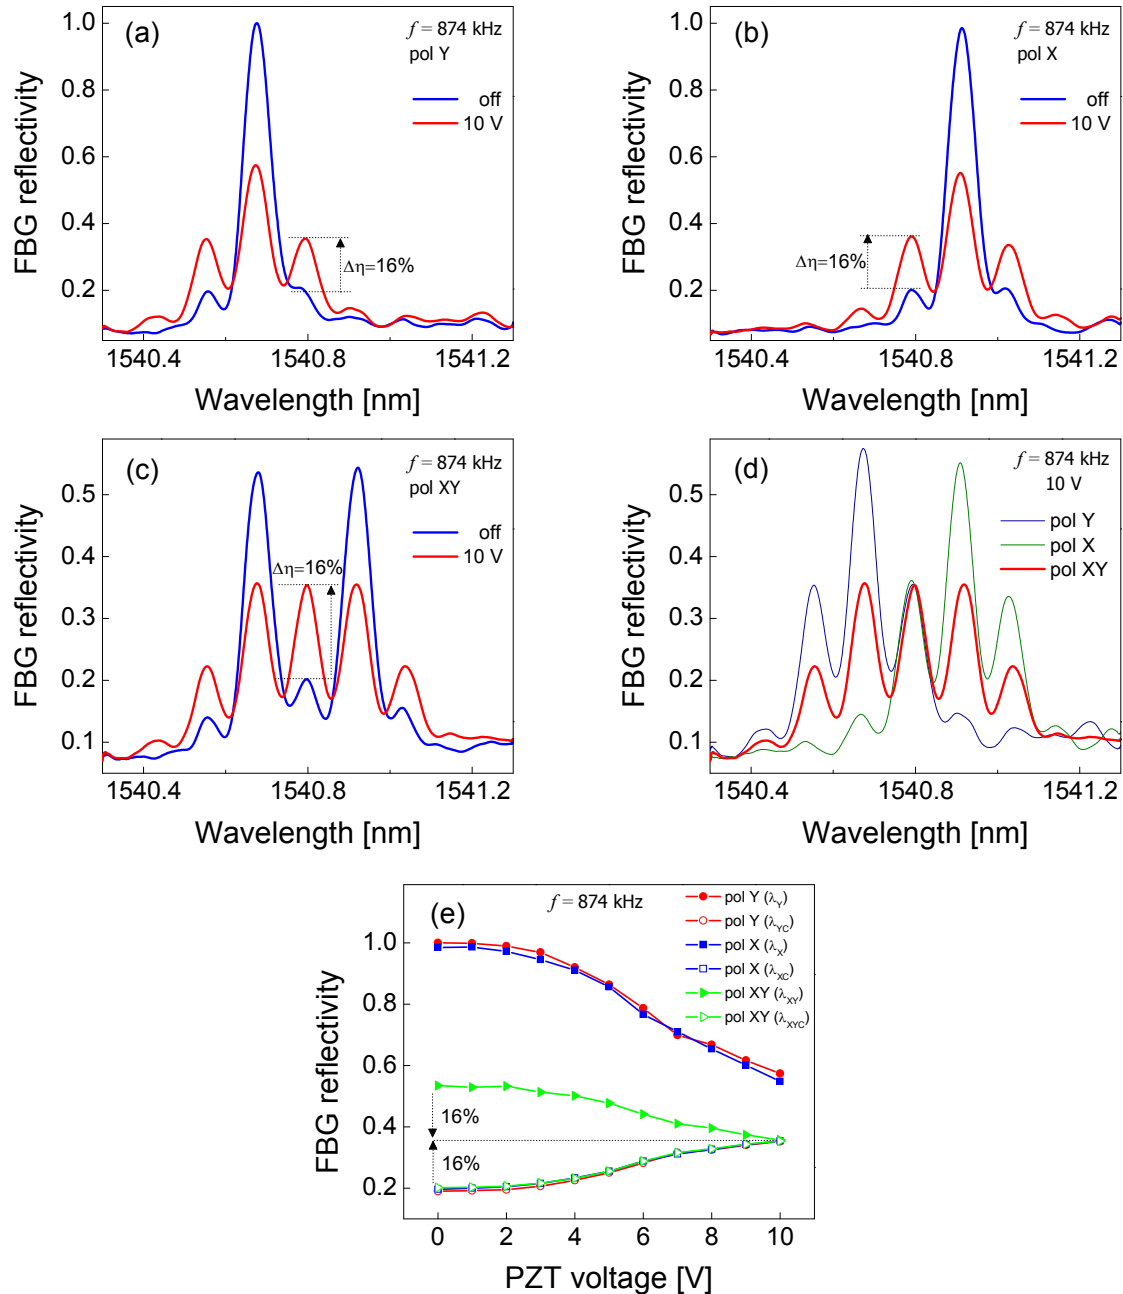 (a)
f = 874 kHz
pol Y
off
10 V
Δη=16%
1.0
0.8
0.6
0.4
0.2
FBG reflectivity
1540.4
1540.8
1541.2
Wavelength [nm]
(b)
f = 874 kHz
pol X
off
10 V
Δη=16%
1.0
0.8
0.6
0.4
0.2
FBG reflectivity
1540.4
1540.8
1541.2
Wavelength [nm]
(c)
f = 874 kHz
pol XY
off
10 V
Δη=16%
0.5
0.4
0.3
0.2
0.1
FBG reflectivity
1540.4
1540.8
1541.2
Wavelength [nm]
(d)
f = 874 kHz
10 V
pol Y
pol X
pol XY
0.5
0.4
0.3
0.2
0.1
FBG reflectivity
1540.4
1540.8
1541.2
Wavelength [nm]
(e)
f = 874 kHz
pol Y (λY)
pol Y (λYC)
pol X (λX)
pol X (λXC)
pol XY (λXY)
pol XY (λXYC)
16%
16%
1.0
0.8
0.6
0.4
0.2
FBG reflectivity
0
2
4
6
8
10
PZT voltage [V]